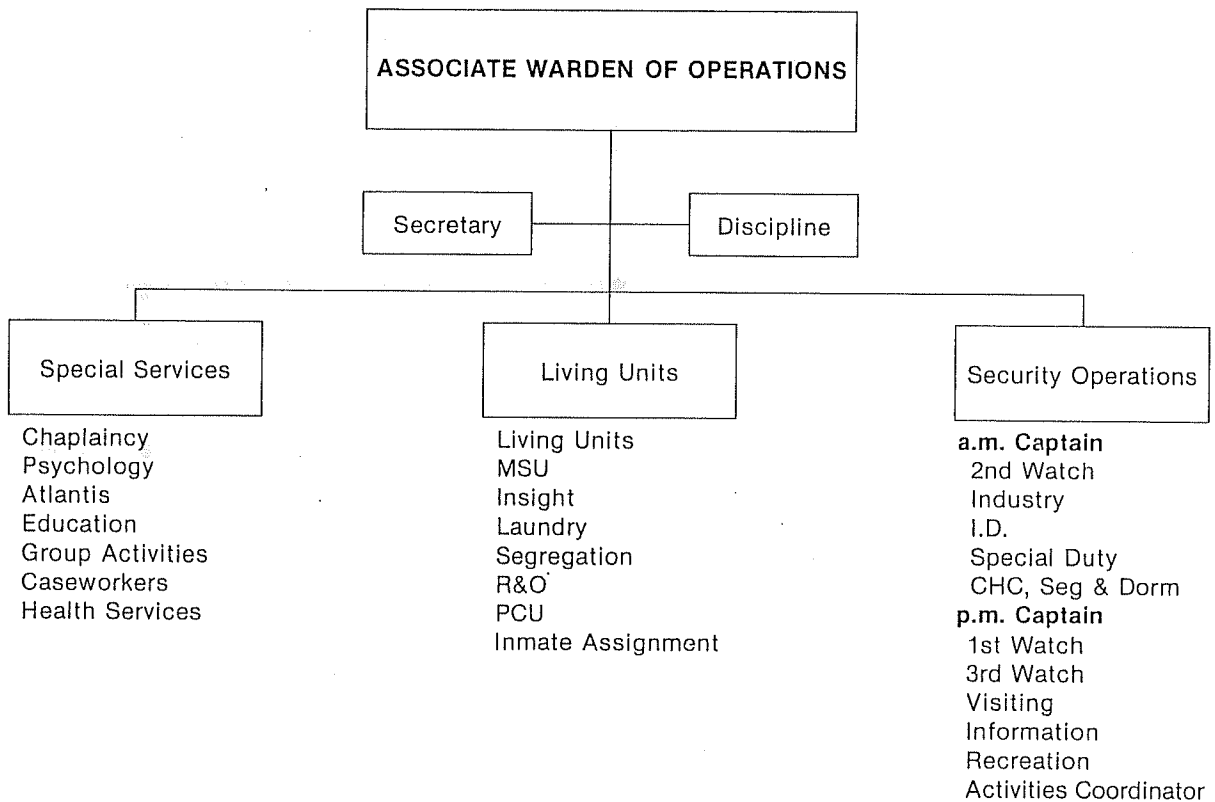 ASSOCIATE WARDEN OF OPERATIONS
Secretary
Discipline
Special Services
Chaplaincy
Psychology
Atlantis
Education
Group Activities
Caseworkers
Health Services
Living Units
Living Units
MSU
Insight
Laundry
Segregation
R&O
PCU
Inmate Assignment
Security Operations
a.m. Captain
2nd Watch
Industry
I.D.
Special Duty
CHC, Seg & Dorm
p.m. Captain
1st Watch
3rd Watch
Visiting
Information
Recreation
Activities Coordinator